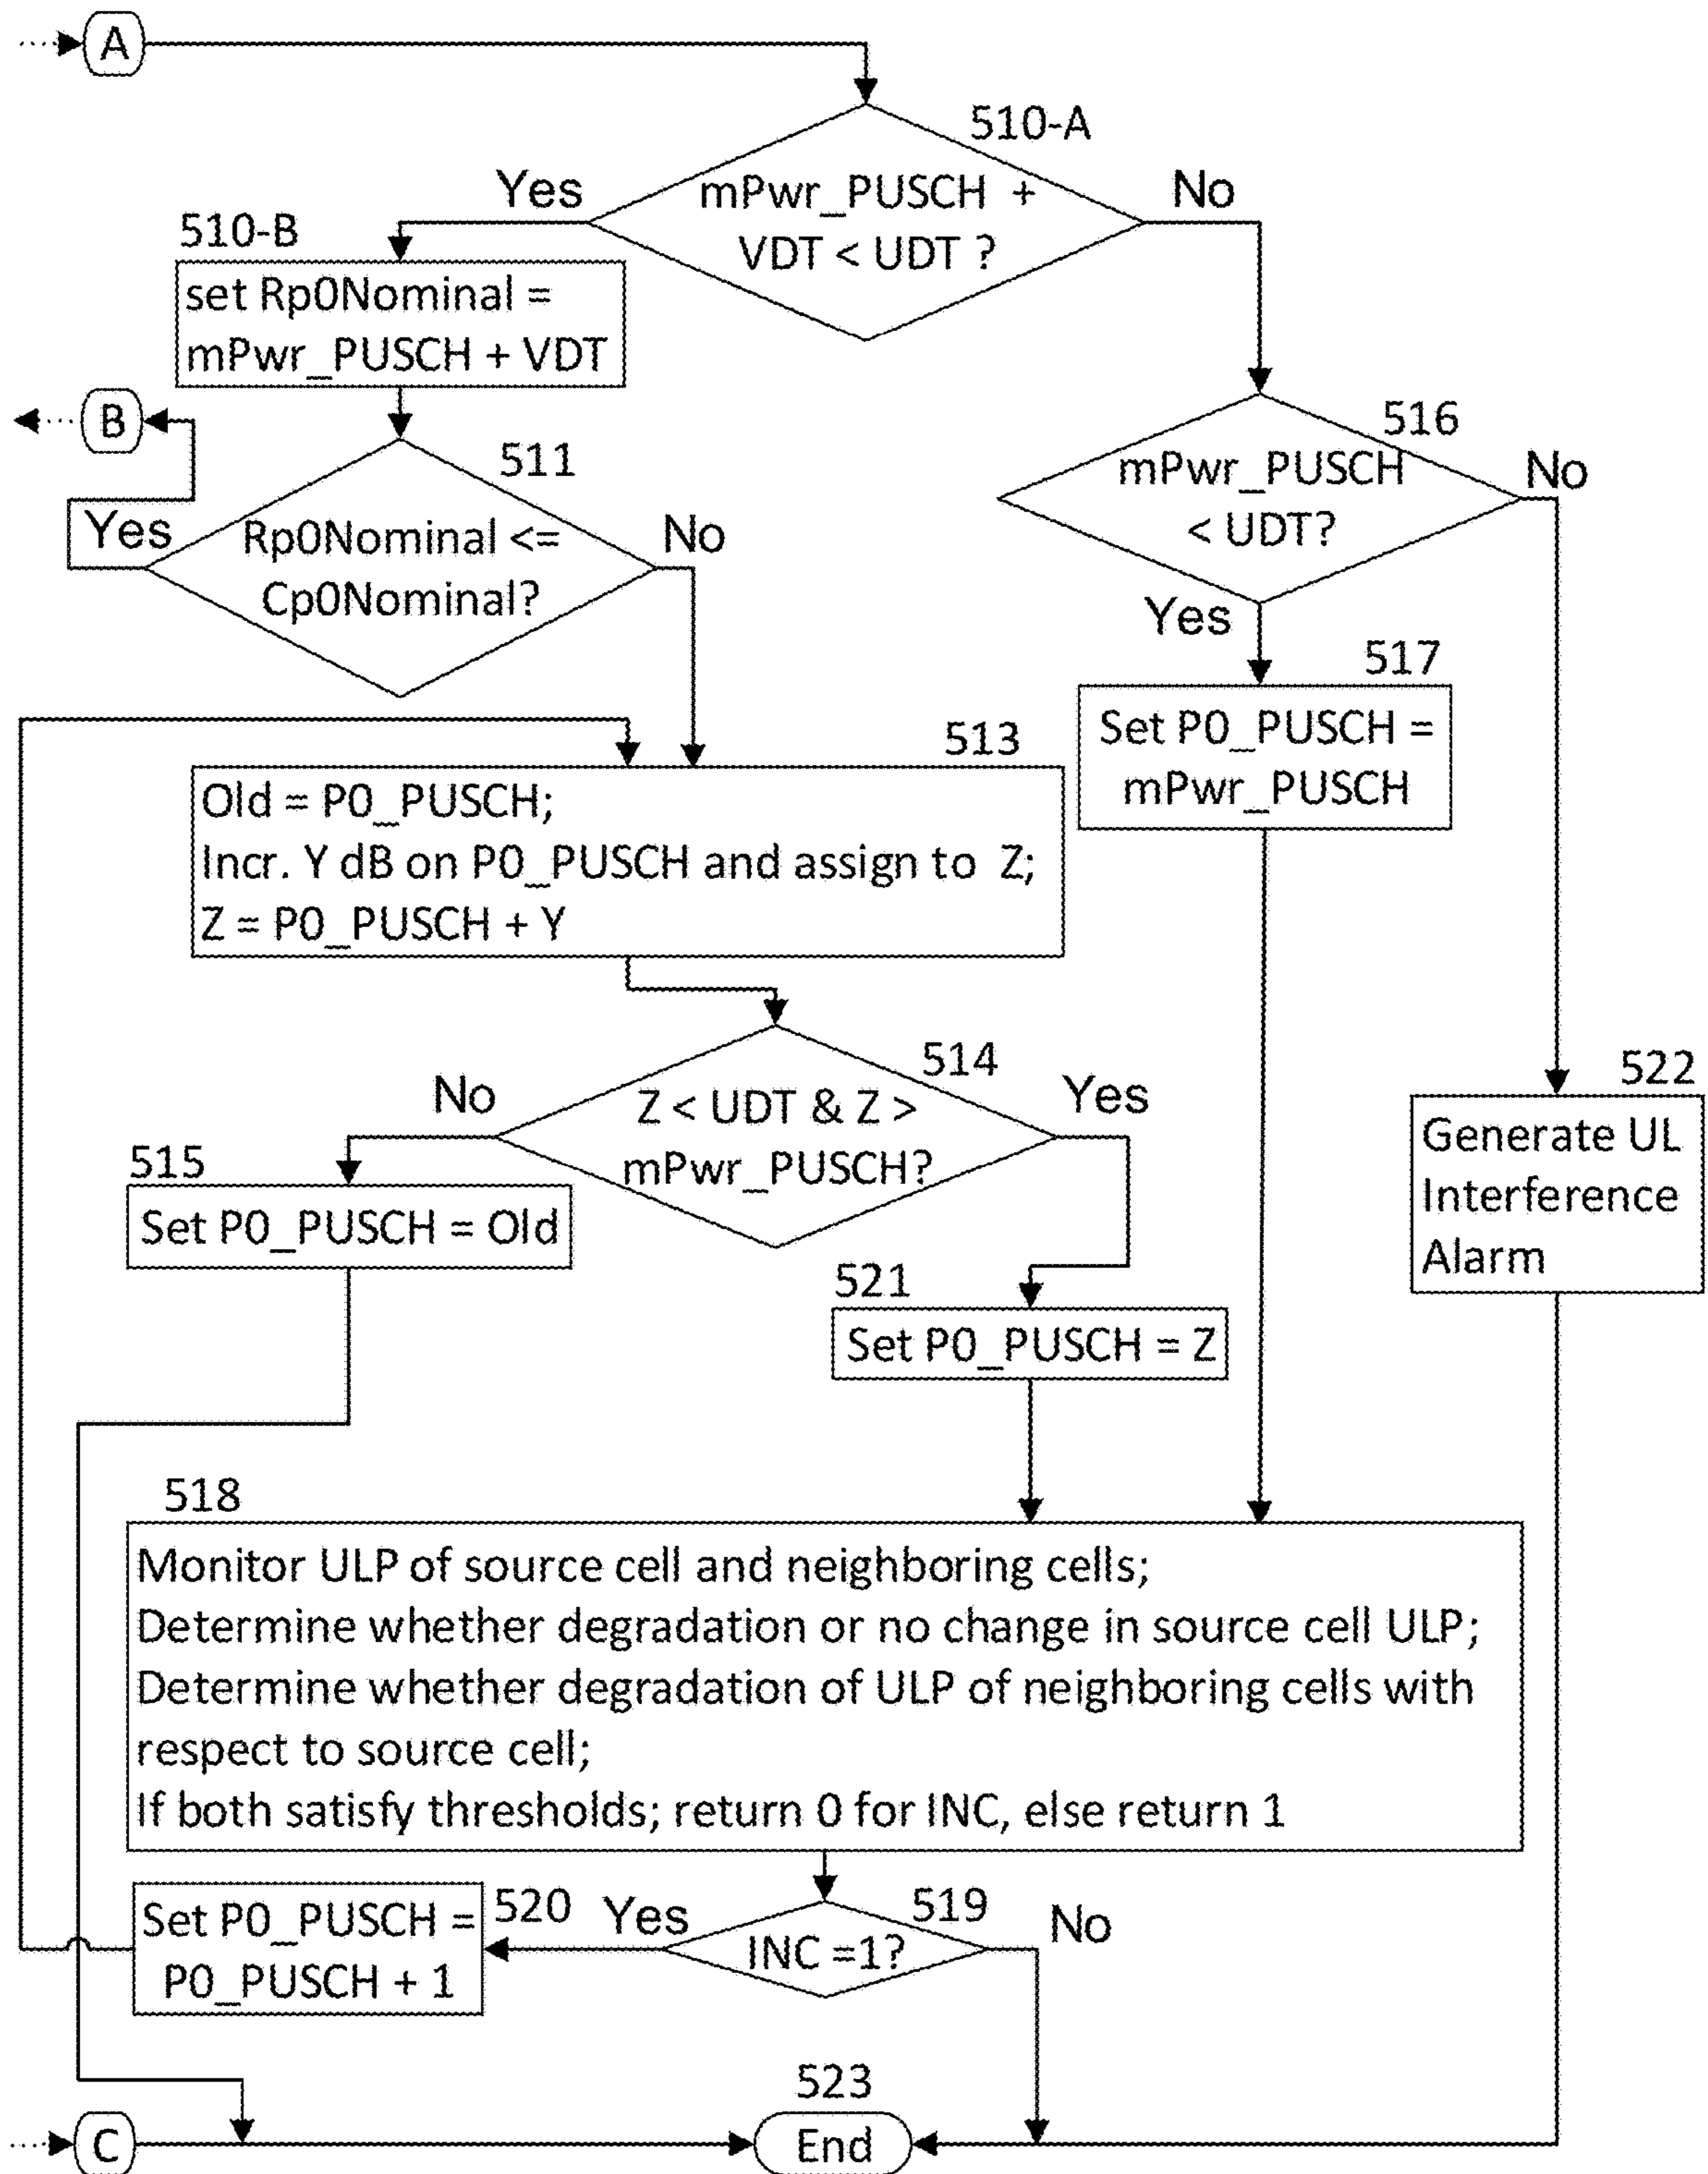 A
510-A
mPwr_PUSCH +
VDT < UDT ?
Yes
No
510-B
set Rp0Nominal =
mPwr_PUSCH + VDT
B
511
Rp0Nominal <=
Cp0Nominal?
Yes
No
516
mPwr_PUSCH
< UDT?
No
Yes
517
Set P0_PUSCH =
mPwr_PUSCH
513
Old = P0_PUSCH;
Incr. Y dB on P0_PUSCH and assign to Z;
Z = P0_PUSCH + Y
514
Z < UDT & Z >
mPwr_PUSCH?
No
Yes
515
Set P0_PUSCH = Old
522
Generate UL
Interference
Alarm
521
Set P0_PUSCH = Z
518
Monitor ULP of source cell and neighboring cells;
Determine whether degradation or no change in source cell ULP;
Determine whether degradation of ULP of neighboring cells with
respect to source cell;
If both satisfy thresholds; return 0 for INC, else return 1
519
INC =1?
Yes
No
520
Set P0_PUSCH =
P0_PUSCH + 1
523
End
C